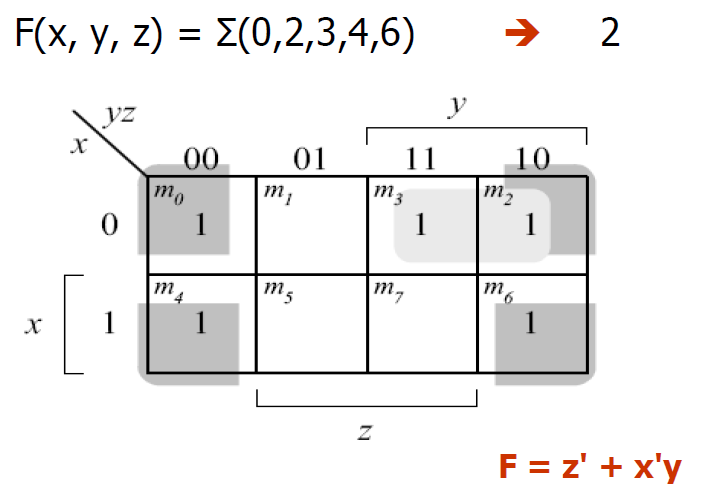 F(x, y, z) = Σ(0,2,3,4,6) ➔ 2
yz
y
x
00 01 11 10
m₀ m₁ m₃ m₂
0 1 1 1
m₄ m₅ m₇ m₆
x 1 1 1
z
F = z' + x'y